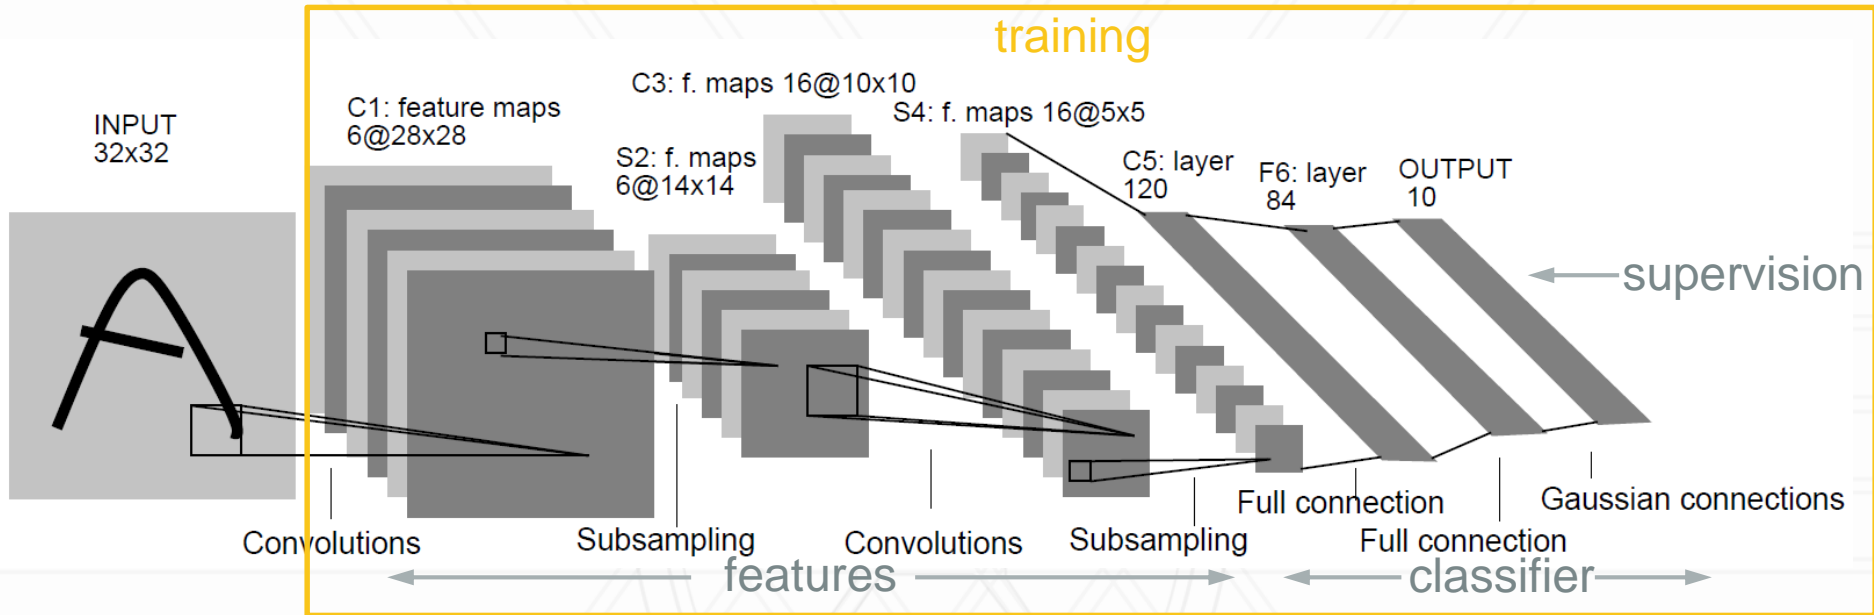 training
INPUT
32x32
C1: feature maps
6@28x28
S2: f. maps
6@14x14
C3: f. maps 16@10x10
S4: f. maps 16@5x5
C5: layer
120
F6: layer
84
OUTPUT
10
supervision
Convolutions
Subsampling
Convolutions
Subsampling
Full connection
Full connection
Gaussian connections
features
classifier